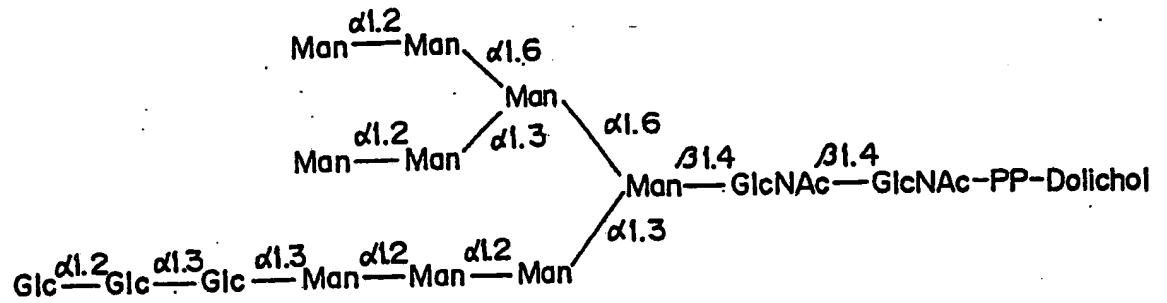 α1.2
Man—Man α1.6
Man
α1.2 α1.3 α1.6
Man—Man
β1.4 β1.4
Man—GlcNAc—GlcNAc-PP-Dolichol
α1.3
α1.2 α1.3 α1.3 α1.2 α1.2
Glc—Glc—Glc—Man—Man—Man